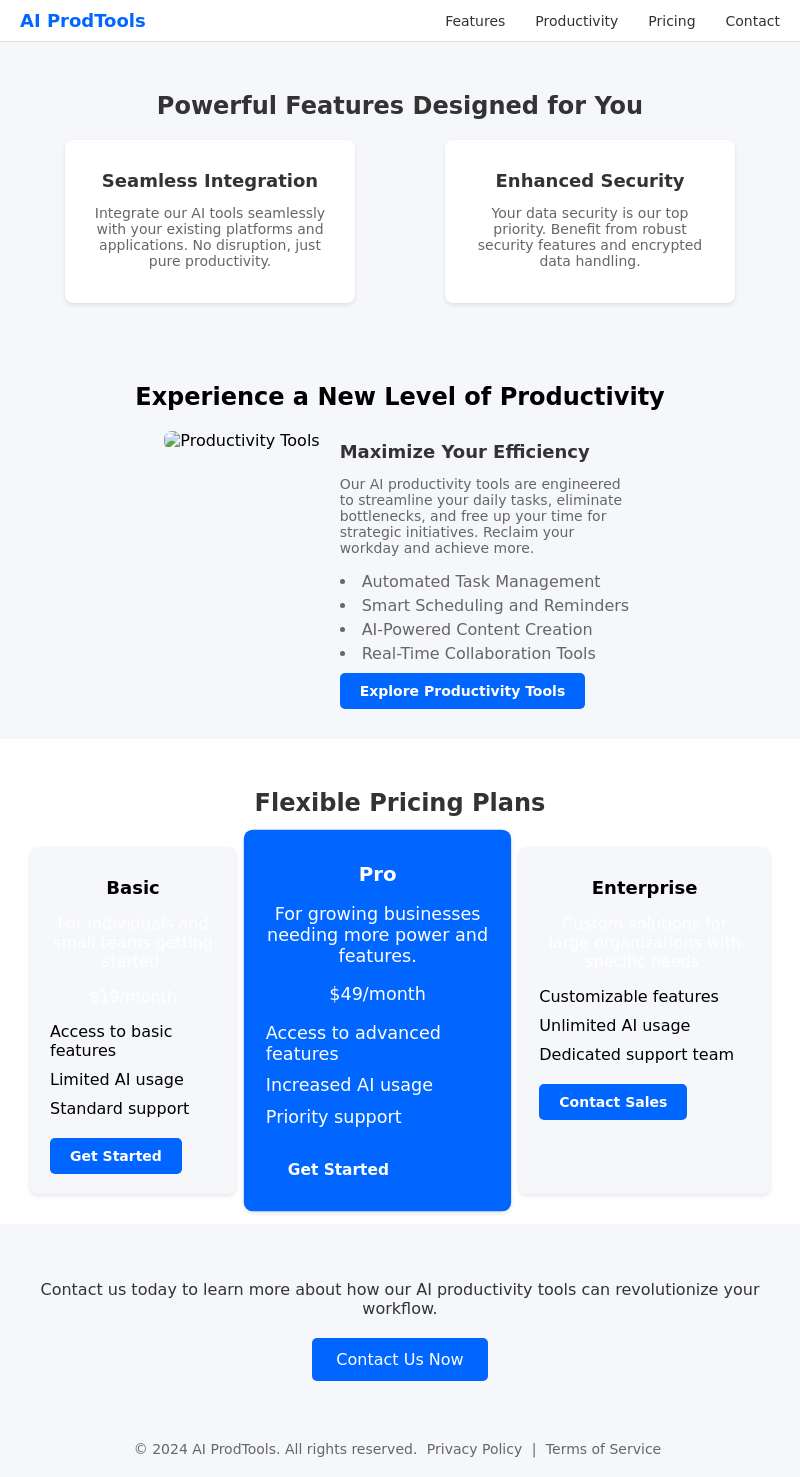 AI ProdTools
Features Productivity Pricing Contact
Powerful Features Designed for You
Seamless Integration
Integrate our AI tools seamlessly
with your existing platforms and
applications. No disruption, just
pure productivity.
Enhanced Security
Your data security is our top
priority. Benefit from robust
security features and encrypted
data handling.
Experience a New Level of Productivity
Productivity Tools
Maximize Your Efficiency
Our AI productivity tools are engineered
to streamline your daily tasks, eliminate
bottlenecks, and free up your time for
strategic initiatives. Reclaim your
workday and achieve more.
• Automated Task Management
• Smart Scheduling and Reminders
• AI-Powered Content Creation
• Real-Time Collaboration Tools
Explore Productivity Tools
Flexible Pricing Plans
Basic
For individuals and
small teams getting
started.
$19/month
Access to basic
features
Limited AI usage
Standard support
Get Started
Pro
For growing businesses
needing more power and
features.
$49/month
Access to advanced
features
Increased AI usage
Priority support
Get Started
Enterprise
Custom solutions for
large organizations with
specific needs.
Customizable features
Unlimited AI usage
Dedicated support team
Contact Sales
Contact us today to learn more about how our AI productivity tools can revolutionize your
workflow.
Contact Us Now
© 2024 AI ProdTools. All rights reserved. Privacy Policy | Terms of Service